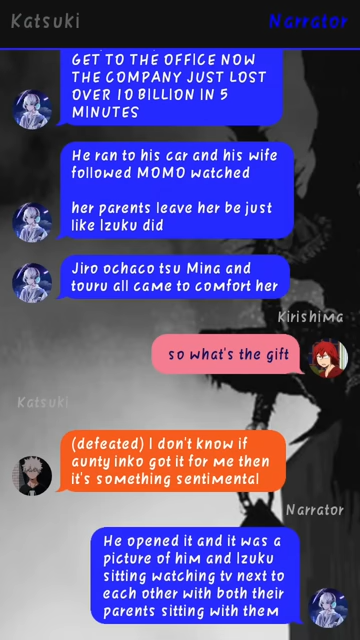 Katsuki Narrator
GET TO THE OFFICE NOW
THE COMPANY JUST LOST
OVER 10 BILLION IN 5
MINUTES
He ran to his car and his wife
followed MOMO watched
her parents leave her be just
like Izuku did
Jiro ochaco tsu Mina and
touru all came to comfort her
Kirishima
so what's the gift
Katsuki
(defeated) I don't know if
aunty inko got it for me then
it's something sentimental
Narrator
He opened it and it was a
picture of him and Izuku
sitting watching tv next to
each other with both their
parents sitting with them